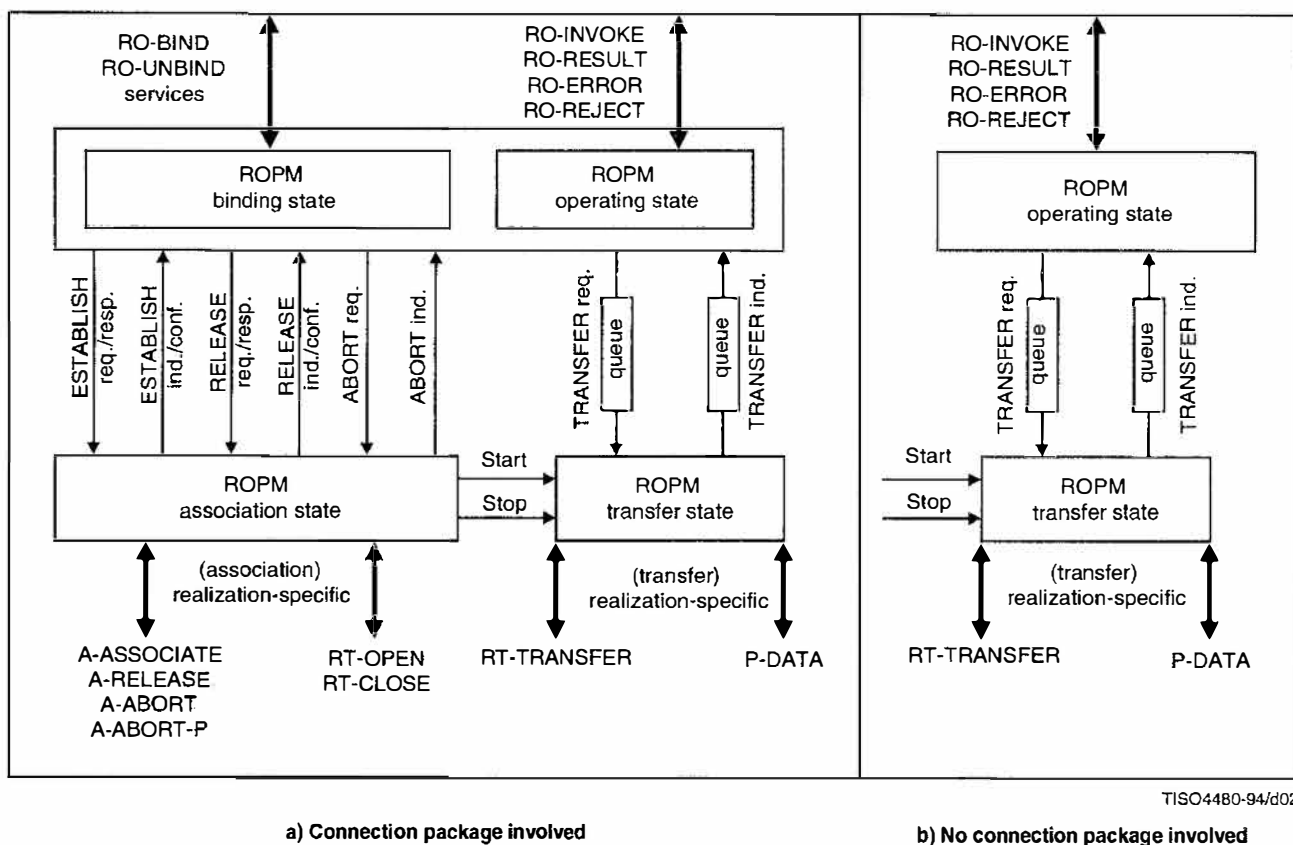 RO-BIND
RO-UNBIND
services
RO-INVOKE
RO-RESULT
RO-ERROR
RO-REJECT
ROPM
binding state
ROPM
operating state
ESTABLISH
req./resp.
ESTABLISH
ind./conf.
RELEASE
req./resp.
RELEASE
ind./conf.
ABORT req.
ABORT ind.
TRANSFER req.
queue
queue
TRANSFER ind.
ROPM
association state
Start
Stop
ROPM
transfer state
(association)
realization-specific
(transfer)
realization-specific
A-ASSOCIATE
A-RELEASE
A-ABORT
A-ABORT-P
RT-OPEN
RT-CLOSE
RT-TRANSFER
P-DATA
RO-INVOKE
RO-RESULT
RO-ERROR
RO-REJECT
ROPM
operating state
TRANSFER req.
queue
queue
TRANSFER ind.
Start
Stop
ROPM
transfer state
(transfer)
realization-specific
RT-TRANSFER
P-DATA
TISO4480-94/d02
a) Connection package involved
b) No connection package involved